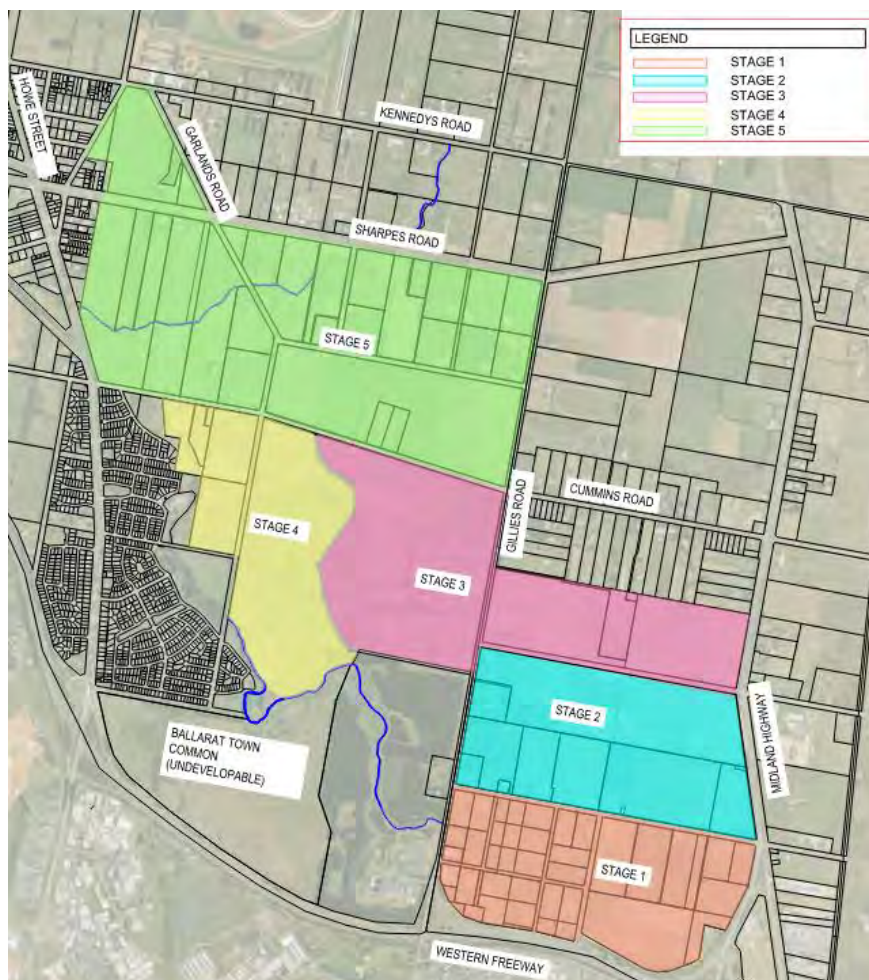 LEGEND
STAGE 1
STAGE 2
STAGE 3
STAGE 4
STAGE 5
HOWE STREET
KENNEDYS ROAD
GARLANDS ROAD
SHARPES ROAD
STAGE 5
STAGE 4
GILLIES ROAD
CUMMINS ROAD
STAGE 3
STAGE 2
BALLARAT TOWN
COMMON
(UNDEVELOPABLE)
MIDLAND HIGHWAY
STAGE 1
WESTERN FREEWAY